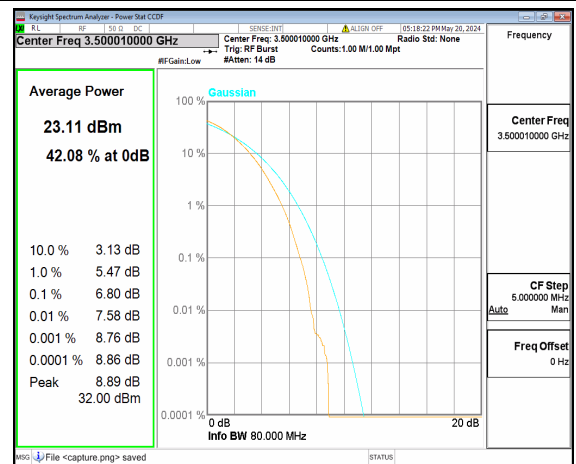 Keysight Spectrum Analyzer - Power Stat CCDF
LXI RL RF 50 Ω DC SENSE:INT ALIGN OFF 05:18:22 PM May 20, 2024
Center Freq 3.500010000 GHz
Center Freq: 3.500010000 GHz Radio Std: None
Trig: RF Burst Counts:1.00 M/1.00 Mpt
#IFGain:Low #Atten: 14 dB
Frequency
Average Power
23.11 dBm
42.08 % at 0dB
10.0 % 3.13 dB
1.0 % 5.47 dB
0.1 % 6.80 dB
0.01 % 7.58 dB
0.001 % 8.76 dB
0.0001 % 8.86 dB
Peak 8.89 dB
32.00 dBm
Gaussian
100 %
10 %
1 %
0.1 %
0.01 %
0.001 %
0.0001 %
0 dB 20 dB
Info BW 80.000 MHz
Center Freq
3.500010000 GHz
CF Step
5.000000 MHz
Auto Man
Freq Offset
0 Hz
MSG File <capture.png> saved STATUS